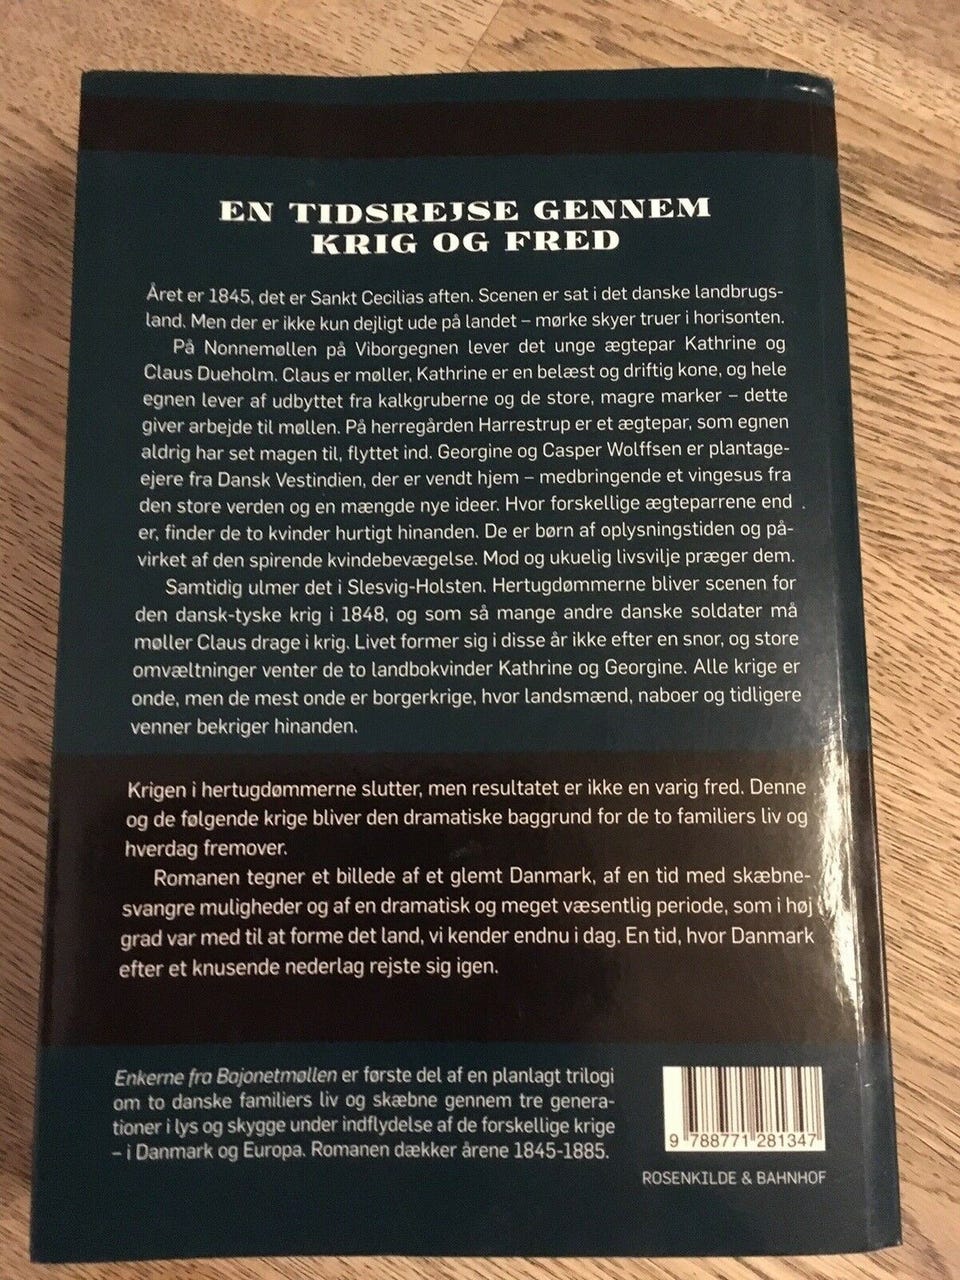 EN TIDSREJSE GENNEM
KRIG OG FRED
Året er 1845, det er Sankt Cecilias aften. Scenen er sat i det danske landbrugs-
land. Men der er ikke kun dejligt ude på landet – mørke skyer truer i horisonten.
På Nonnemøllen på Viborgegnen lever det unge ægtepar Kathrine og
Claus Dueholm. Claus er møller, Kathrine er en belæst og driftig kone, og hele
egnen lever af udbyttet fra kalkgruberne og de store, magre marker – dette
giver arbejde til møllen. På herregården Harrestrup er et ægtepar, som egnen
aldrig har set magen til, flyttet ind. Georgine og Casper Wolffsen er plantage-
ejere fra Dansk Vestindien, der er vendt hjem – medbringende et vingesus fra
den store verden og en mængde nye ideer. Hvor forskellige ægteparrene end
er, finder de to kvinder hurtigt hinanden. De er børn af oplysningstiden og på-
virket af den spirende kvindebevægelse. Mod og ukuelig livsvilje præger dem.
Samtidig ulmer det i Slesvig-Holsten. Hertugdømmerne bliver scenen for
den dansk-tyske krig i 1848, og som så mange andre danske soldater må
møller Claus drage i krig. Livet former sig i disse år ikke efter en snor, og store
omvæltninger venter de to landbokvinder Kathrine og Georgine. Alle krige er
onde, men de mest onde er borgerkrige, hvor landsmænd, naboer og tidligere
venner bekriger hinanden.
Krigen i hertugdømmerne slutter, men resultatet er ikke en varig fred. Denne
og de følgende krige bliver den dramatiske baggrund for de to familiers liv og
hverdag fremover.
Romanen tegner et billede af et glemt Danmark, af en tid med skæbne-
svangre muligheder og af en dramatisk og meget væsentlig periode, som i høj
grad var med til at forme det land, vi kender endnu i dag. En tid, hvor Danmark
efter et knusende nederlag rejste sig igen.
Enkerne fra Bajonetmøllen er første del af en planlagt trilogi
om to danske familiers liv og skæbne gennem tre genera-
tioner i lys og skygge under indflydelse af de forskellige krige
– i Danmark og Europa. Romanen dækker årene 1845-1885.
9 788771 281347
ROSENKILDE & BAHNHOF